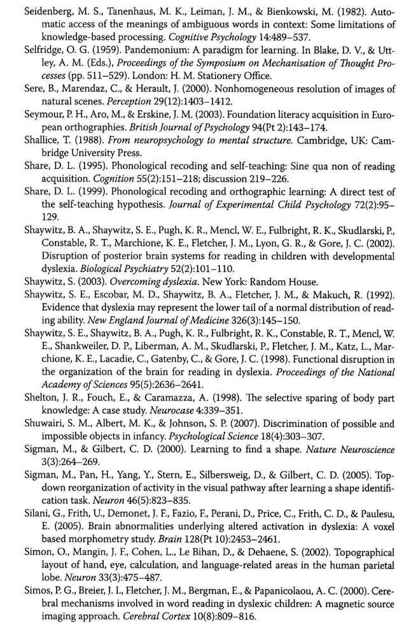 Seidenberg, M. S., Tanenhaus, M. K., Leiman, J. M., & Bienkowski, M. (1982). Auto-
matic access of the meanings of ambiguous words in context: Some limitations of
knowledge-based processing. Cognitive Psychology 14:489–537.
Selfridge, O. G. (1959). Pandemonium: A paradigm for learning. In Blake, D. V., & Utt-
ley, A. M. (Eds.), Proceedings of the Symposium on Mechanisation of Thought Pro-
cesses (pp. 511–529). London: H. M. Stationery Office.
Sere, B., Marendaz, C., & Herault, J. (2000). Nonhomogeneous resolution of images of
natural scenes. Perception 29(12):1403–1412.
Seymour, P. H., Aro, M., & Erskine, J. M. (2003). Foundation literacy acquisition in Euro-
pean orthographies. British Journal of Psychology 94(Pt 2):143–174.
Shallice, T. (1988). From neuropsychology to mental structure. Cambridge, UK: Cam-
bridge University Press.
Share, D. L. (1995). Phonological recoding and self-teaching: Sine qua non of reading
acquisition. Cognition 55(2):151–218; discussion 219–226.
Share, D. L. (1999). Phonological recoding and orthographic learning: A direct test of
the self-teaching hypothesis. Journal of Experimental Child Psychology 72(2):95–
129.
Shaywitz, B. A., Shaywitz, S. E., Pugh, K. R., Mencl, W. E., Fulbright, R. K., Skudlarski, P.,
Constable, R. T., Marchione, K. E., Fletcher, J. M., Lyon, G. R., & Gore, J. C. (2002).
Disruption of posterior brain systems for reading in children with developmental
dyslexia. Biological Psychiatry 52(2):101–110.
Shaywitz, S. (2003). Overcoming dyslexia. New York: Random House.
Shaywitz, S. E., Escobar, M. D., Shaywitz, B. A., Fletcher, J. M., & Makuch, R. (1992).
Evidence that dyslexia may represent the lower tail of a normal distribution of read-
ing ability. New England Journal of Medicine 326(3):145–150.
Shaywitz, S. E., Shaywitz, B. A., Pugh, K. R., Fulbright, R. K., Constable, R. T., Mencl, W.
E., Shankweiler, D. P., Liberman, A. M., Skudlarski, P., Fletcher, J. M., Katz, L., Mar-
chione, K. E., Lacadie, C., Gatenby, C., & Gore, J. C. (1998). Functional disruption in
the organization of the brain for reading in dyslexia. Proceedings of the National
Academy of Sciences 95(5):2636–2641.
Shelton, J. R., Fouch, E., & Caramazza, A. (1998). The selective sparing of body part
knowledge: A case study. Neurocase 4:339–351.
Shuwairi, S. M., Albert, M. K., & Johnson, S. P. (2007). Discrimination of possible and
impossible objects in infancy. Psychological Science 18(4):303–307.
Sigman, M., & Gilbert, C. D. (2000). Learning to find a shape. Nature Neuroscience
3(3):264–269.
Sigman, M., Pan, H., Yang, Y., Stern, E., Silbersweig, D., & Gilbert, C. D. (2005). Top-
down reorganization of activity in the visual pathway after learning a shape identifi-
cation task. Neuron 46(5):823–835.
Silani, G., Frith, U., Demonet, J. F., Fazio, F., Perani, D., Price, C., Frith, C. D., & Paulesu,
E. (2005). Brain abnormalities underlying altered activation in dyslexia: A voxel
based morphometry study. Brain 128(Pt 10):2453–2461.
Simon, O., Mangin, J. F., Cohen, L., Le Bihan, D., & Dehaene, S. (2002). Topographical
layout of hand, eye, calculation, and language-related areas in the human parietal
lobe. Neuron 33(3):475–487.
Simos, P. G., Breier, J. I., Fletcher, J. M., Bergman, E., & Papanicolaou, A. C. (2000). Cere-
bral mechanisms involved in word reading in dyslexic children: A magnetic source
imaging approach. Cerebral Cortex 10(8):809–816.